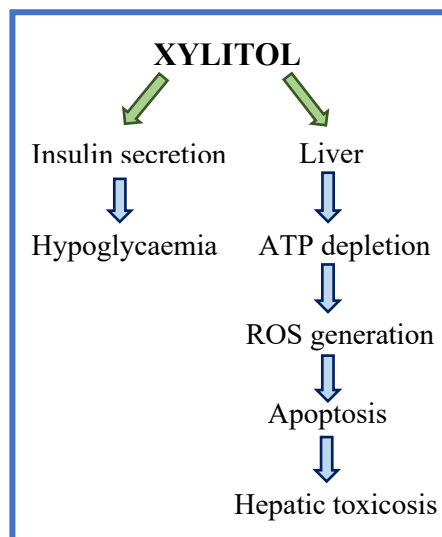 XYLITOL
Insulin secretion
Liver
Hypoglycaemia
ATP depletion
ROS generation
Apoptosis
Hepatic toxicosis